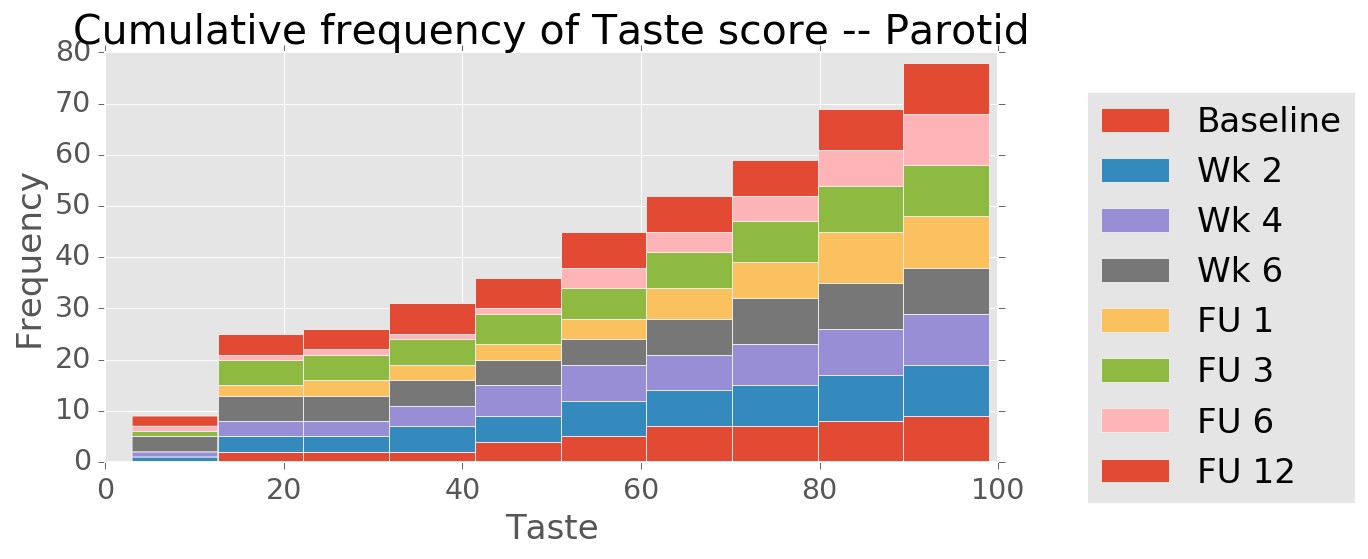 Cumulative frequency of Taste score -- Parotid
80
70
60
50
40
30
20
10
0
Frequency
0 20 40 60 80 100
Taste
Baseline
Wk 2
Wk 4
Wk 6
FU 1
FU 3
FU 6
FU 12